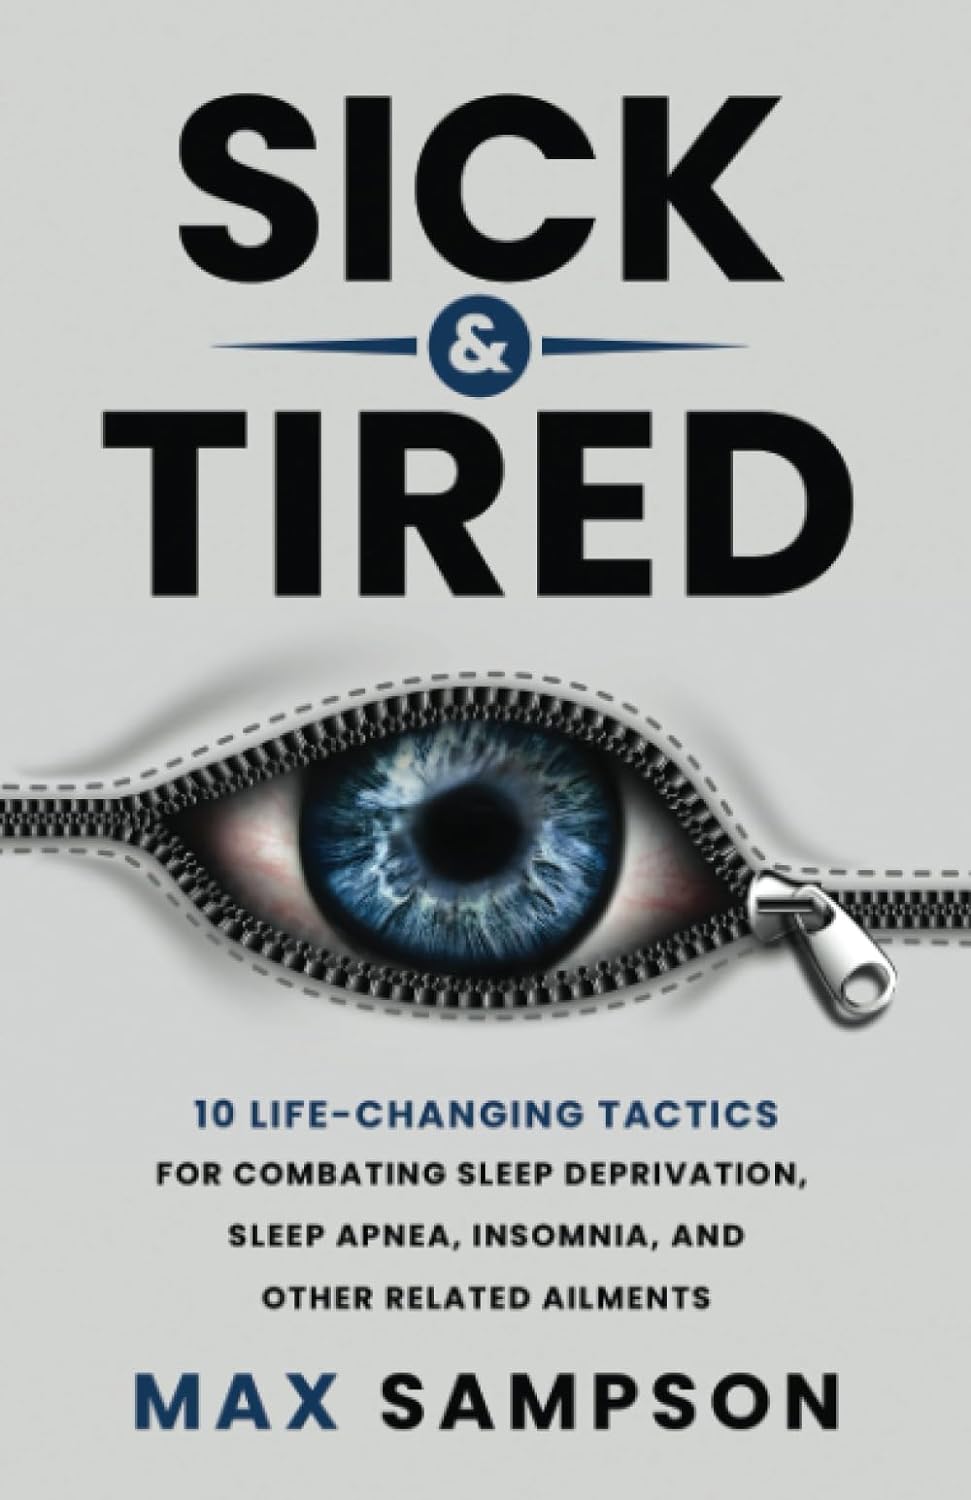 SICK
&
TIRED
10 LIFE-CHANGING TACTICS
FOR COMBATING SLEEP DEPRIVATION,
SLEEP APNEA, INSOMNIA, AND
OTHER RELATED AILMENTS
MAX SAMPSON